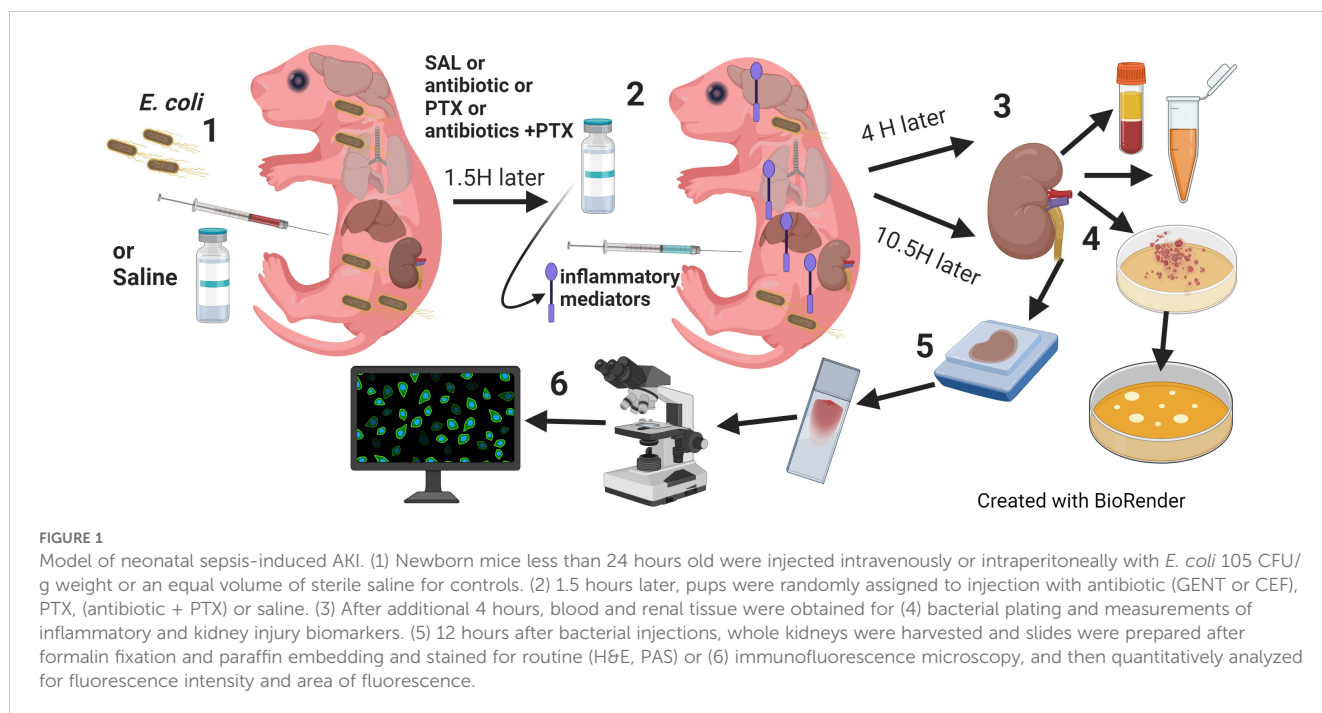 E. coli
1
or
Saline
SAL or
antibiotic or
PTX or
antibiotics +PTX
1.5H later
inflammatory
mediators
2
4 H later
10.5H later
3
4
5
6
Created with BioRender
FIGURE 1
Model of neonatal sepsis-induced AKI. (1) Newborn mice less than 24 hours old were injected intravenously or intraperitoneally with E. coli 105 CFU/
g weight or an equal volume of sterile saline for controls. (2) 1.5 hours later, pups were randomly assigned to injection with antibiotic (GENT or CEF),
PTX, (antibiotic + PTX) or saline. (3) After additional 4 hours, blood and renal tissue were obtained for (4) bacterial plating and measurements of
inflammatory and kidney injury biomarkers. (5) 12 hours after bacterial injections, whole kidneys were harvested and slides were prepared after
formalin fixation and paraffin embedding and stained for routine (H&E, PAS) or (6) immunofluorescence microscopy, and then quantitatively analyzed
for fluorescence intensity and area of fluorescence.